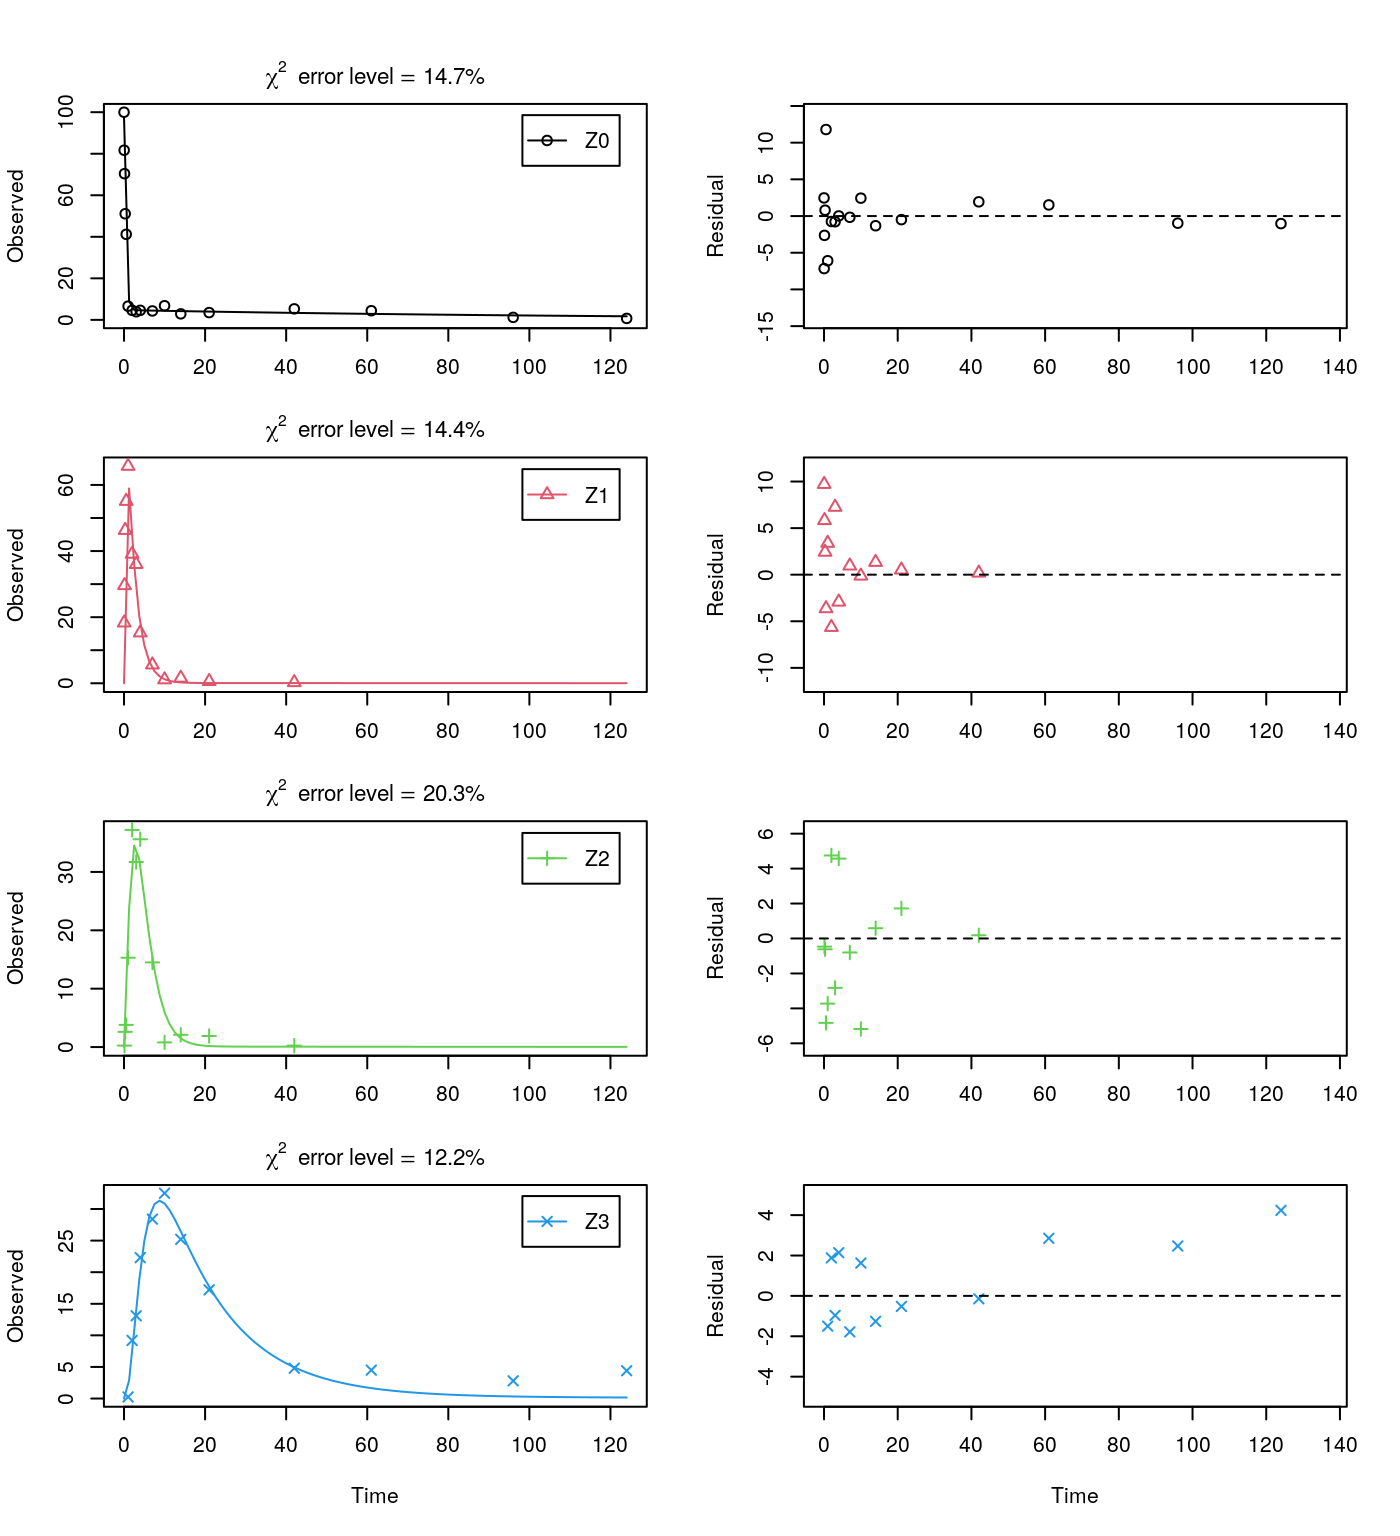 χ2 error level = 14.7%
Observed
0 20 60 100
Z0
0 20 40 60 80 100 120
Residual
-15 -5 0 5 10
0 20 40 60 80 100 120 140
χ2 error level = 14.4%
Observed
0 20 40 60
Z1
0 20 40 60 80 100 120
Residual
-10 -5 0 5 10
0 20 40 60 80 100 120 140
χ2 error level = 20.3%
Observed
0 10 20 30
Z2
0 20 40 60 80 100 120
Residual
-6 -2 0 2 4 6
0 20 40 60 80 100 120 140
χ2 error level = 12.2%
Observed
0 5 15 25
Z3
0 20 40 60 80 100 120
Time
Residual
-4 -2 0 2 4
0 20 40 60 80 100 120 140
Time